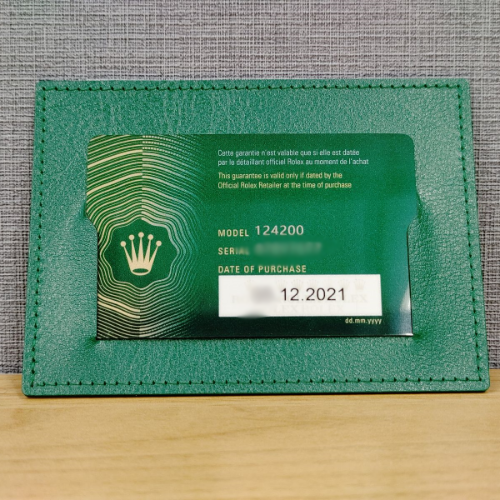 Cette garantie n'est valable que si elle est datée
par le détaillant officiel Rolex au moment de l'achat
This guarantee is valid only if dated by the
Official Rolex Retailer at the time of purchase
MODEL 124200
SERIAL
DATE OF PURCHASE
12.2021
dd.mm.yyyy